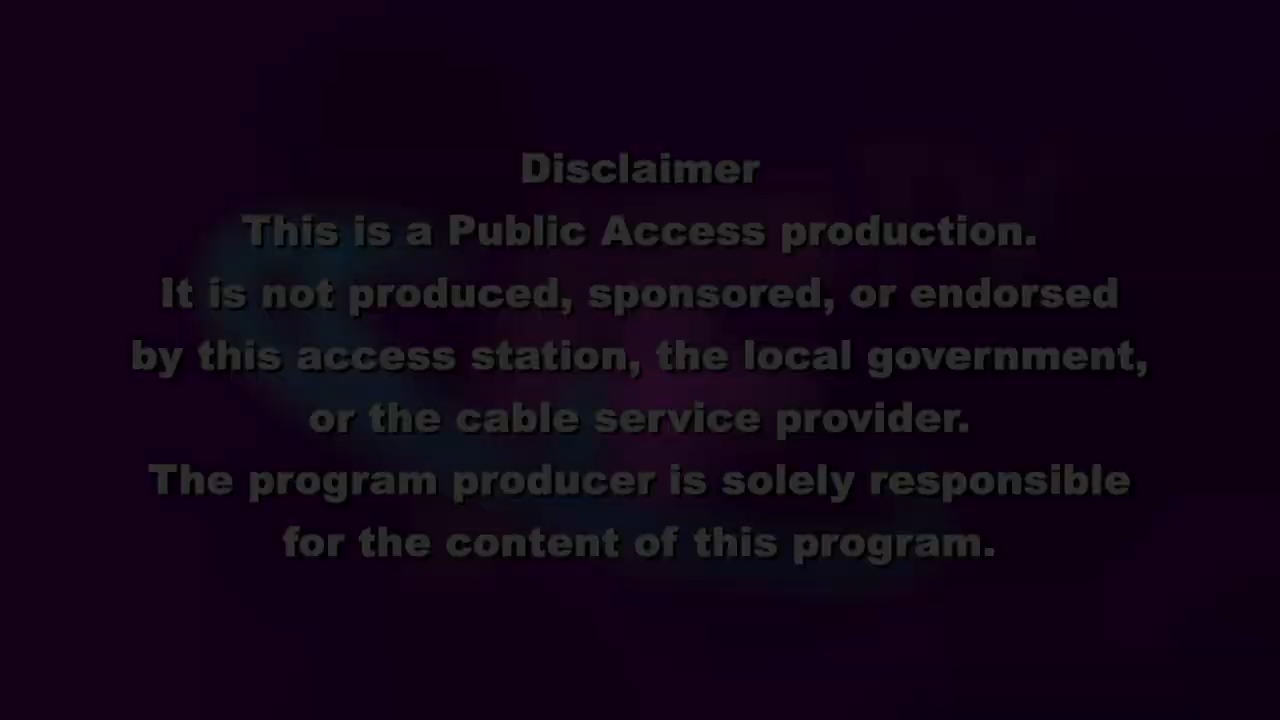 Disclaimer
This is a Public Access production.
It is not produced, sponsored, or endorsed
by this access station, the local government,
or the cable service provider.
The program producer is solely responsible
for the content of this program.